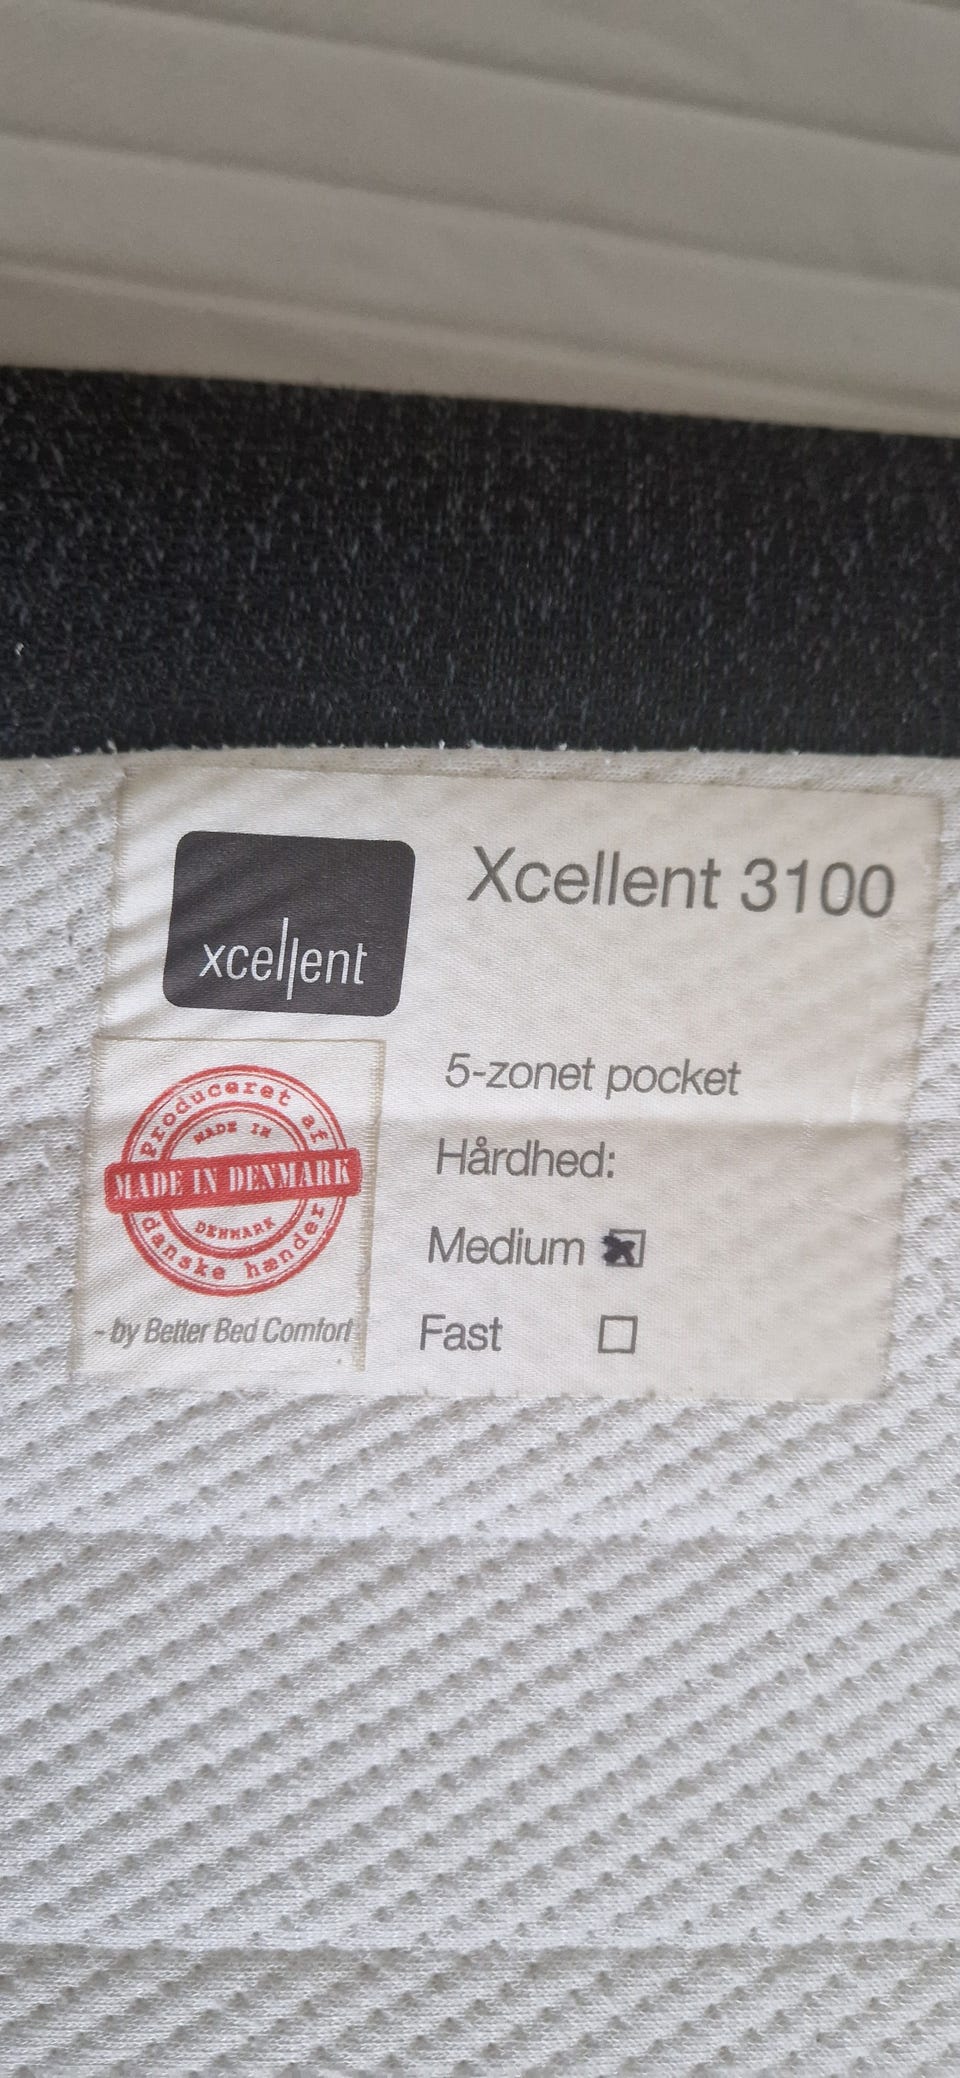 xcellent
Xcellent 3100
5-zonet pocket
Hårdhed:
Medium
Fast
Produceret af
MADE IN
MADE IN DENMARK
DENMARK
danske hænder
- by Better Bed Comfort